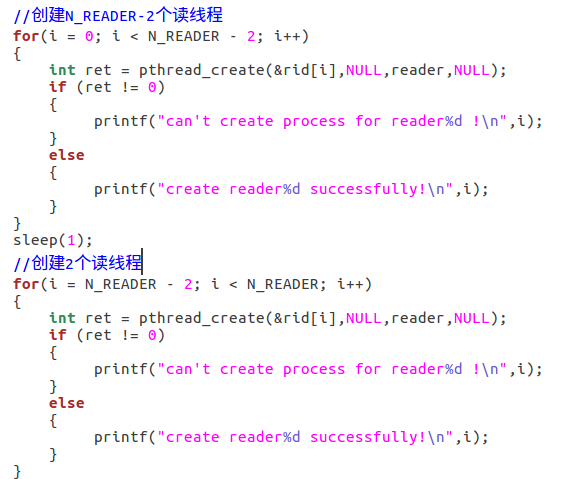 //创建N_READER-2个读线程
for(i = 0; i < N_READER - 2; i++)
{
    int ret = pthread_create(&rid[i],NULL,reader,NULL);
    if (ret != 0)
    {
         printf("can't create process for reader%d !\n",i);
    }
    else
    {
         printf("create reader%d successfully!\n",i);
    }
}
sleep(1);
//创建2个读线程
for(i = N_READER - 2; i < N_READER; i++)
{
    int ret = pthread_create(&rid[i],NULL,reader,NULL);
    if (ret != 0)
    {
         printf("can't create process for reader%d !\n",i);
    }
    else
    {
         printf("create reader%d successfully!\n",i);
    }
}